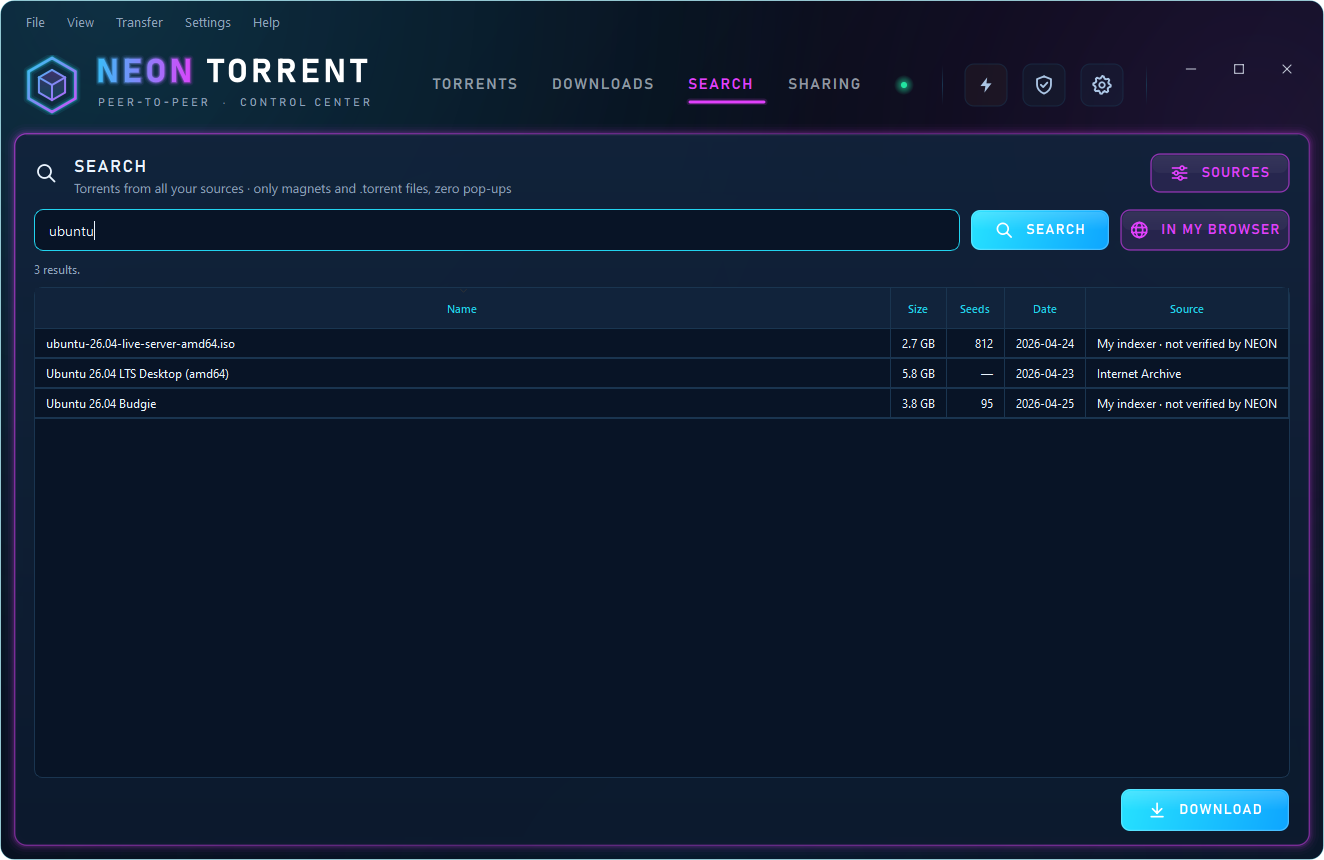 File View Transfer Settings Help
NEON TORRENT
PEER-TO-PEER · CONTROL CENTER
TORRENTS DOWNLOADS SEARCH SHARING
SEARCH
Torrents from all your sources · only magnets and .torrent files, zero pop-ups
SOURCES
ubuntu
SEARCH
IN MY BROWSER
3 results.
Name Size Seeds Date Source
ubuntu-26.04-live-server-amd64.iso 2.7 GB 812 2026-04-24 My indexer · not verified by NEON
Ubuntu 26.04 LTS Desktop (amd64) 5.8 GB — 2026-04-23 Internet Archive
Ubuntu 26.04 Budgie 3.8 GB 95 2026-04-25 My indexer · not verified by NEON
DOWNLOAD